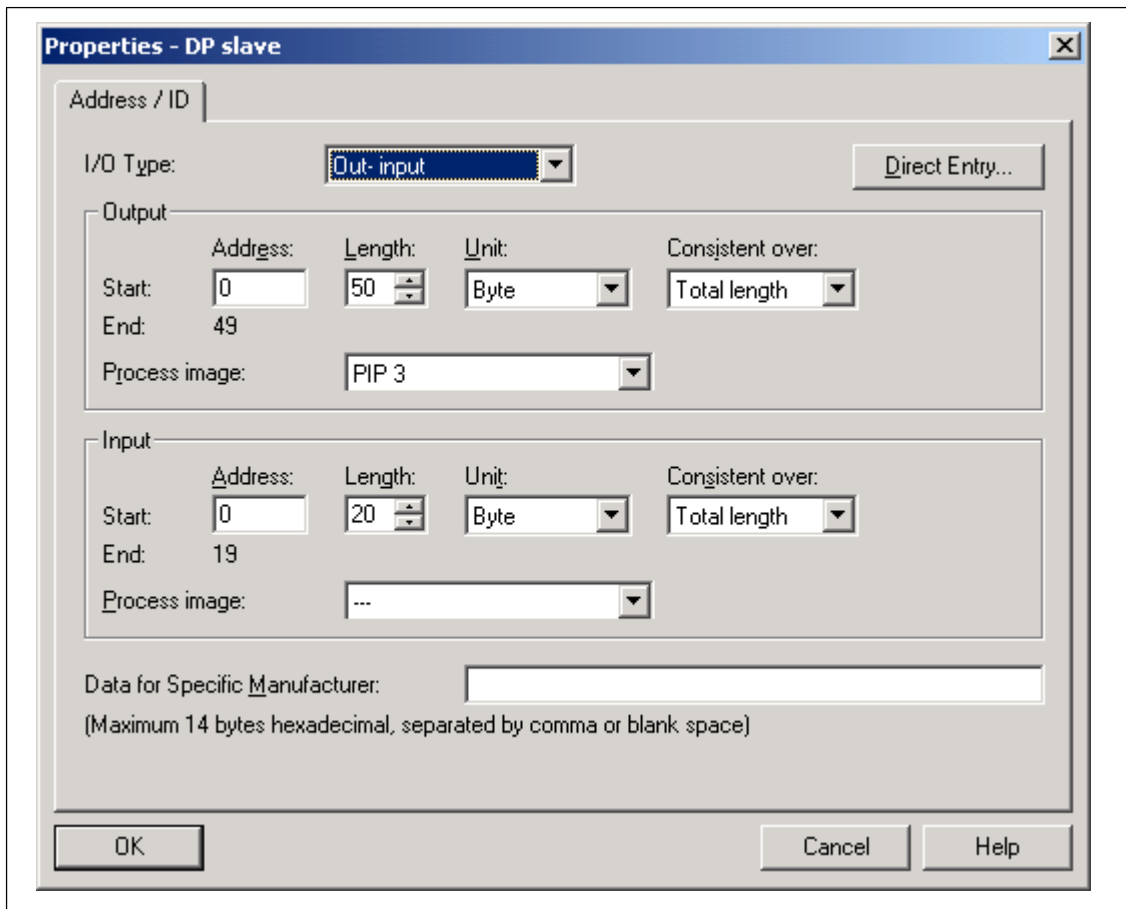 Properties - DP slave
Address / ID
I/O Type: Out- input Direct Entry...
Output
Address: Length: Unit: Consistent over:
Start: 0 50 Byte Total length
End: 49
Process image: PIP 3
Input
Address: Length: Unit: Consistent over:
Start: 0 20 Byte Total length
End: 19
Process image: ---
Data for Specific Manufacturer:
(Maximum 14 bytes hexadecimal, separated by comma or blank space)
OK Cancel Help